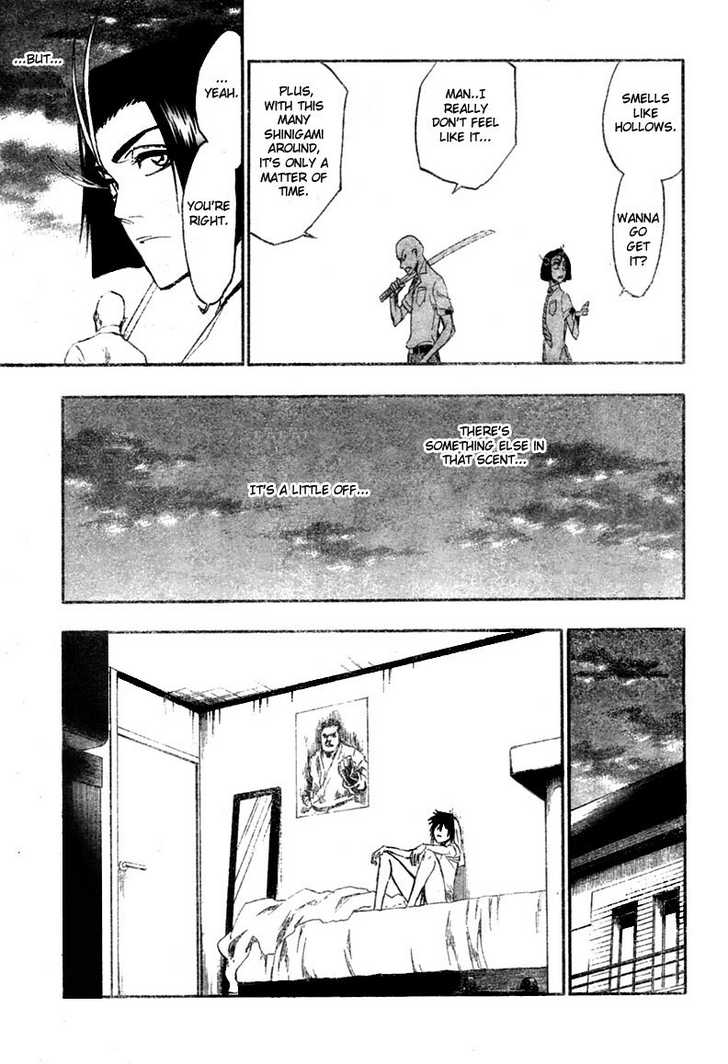 SMELLS
LIKE
HOLLOWS.
WANNA
GO
GET
IT?
MAN..I
REALLY
DON'T FEEL
LIKE IT...
PLUS,
WITH THIS
MANY
SHINIGAMI
AROUND,
IT'S ONLY A
MATTER OF
TIME.
...
YEAH.
YOU'RE
RIGHT.
...BUT...
THERE'S
SOMETHING ELSE IN
THAT SCENT...
IT'S A LITTLE OFF...